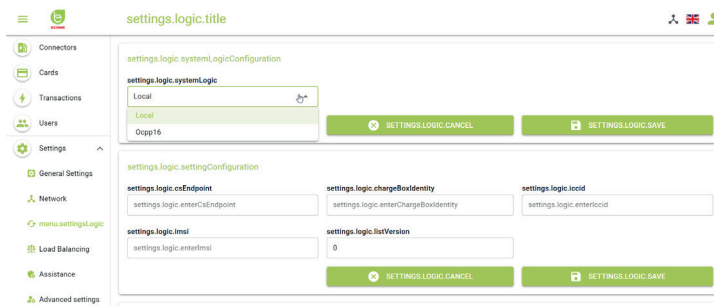 settings.logic.title
Connectors
Cards
Transactions
Users
Settings
General Settings
Network
menu.settingsLogic
Load Balancing
Assistance
Advanced settings
settings.logic.systemLogicConfiguration
settings.logic.systemLogic
Local
Local
Ocpp16
SETTINGS.LOGIC.CANCEL
SETTINGS.LOGIC.SAVE
settings.logic.settingConfiguration
settings.logic.csEndpoint
settings.logic.chargeBoxIdentity
settings.logic.iccid
settings.logic.enterCsEndpoint
settings.logic.enterChargeBoxIdentity
settings.logic.enterIccid
settings.logic.imsi
settings.logic.listVersion
settings.logic.enterImsi
0
SETTINGS.LOGIC.CANCEL
SETTINGS.LOGIC.SAVE